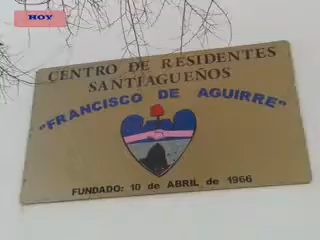 HOY
CENTRO DE RESIDENTES
SANTIAGUEÑOS
"FRANCISCO DE AGUIRRE"
FUNDADO: 10 de ABRIL de 1966